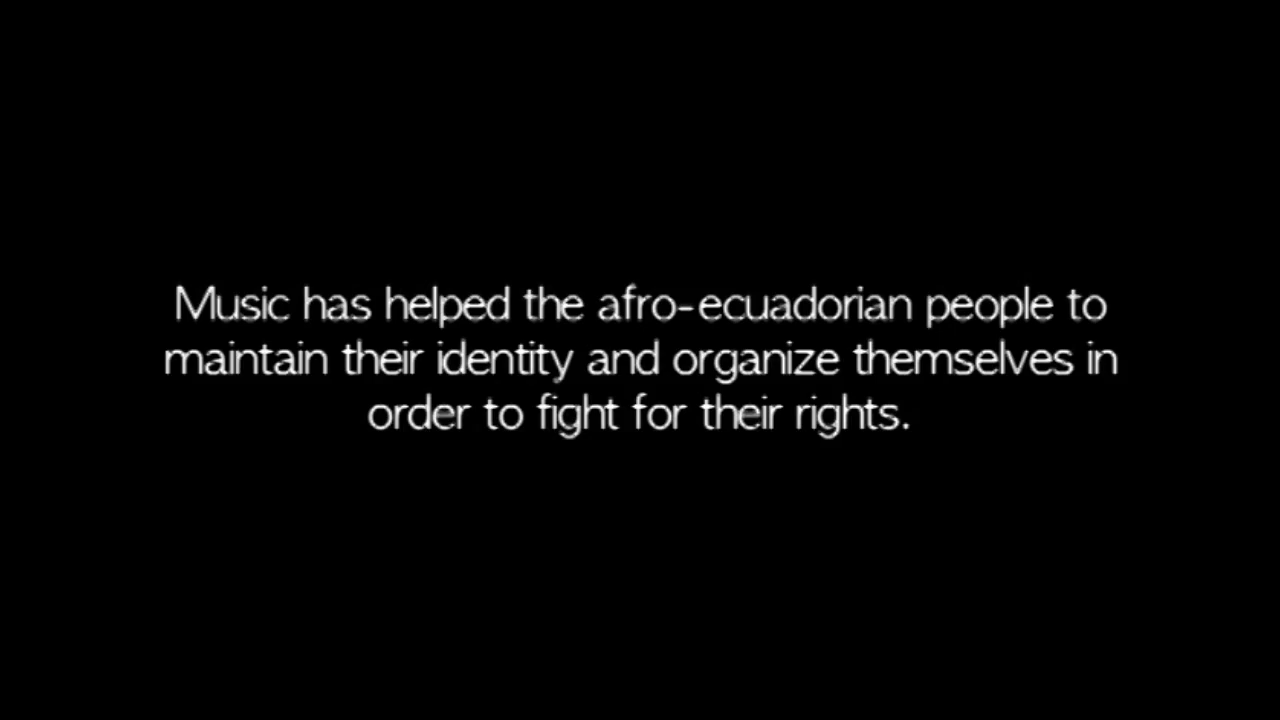 Music has helped the afro-ecuadorian people to
maintain their identity and organize themselves in
order to fight for their rights.